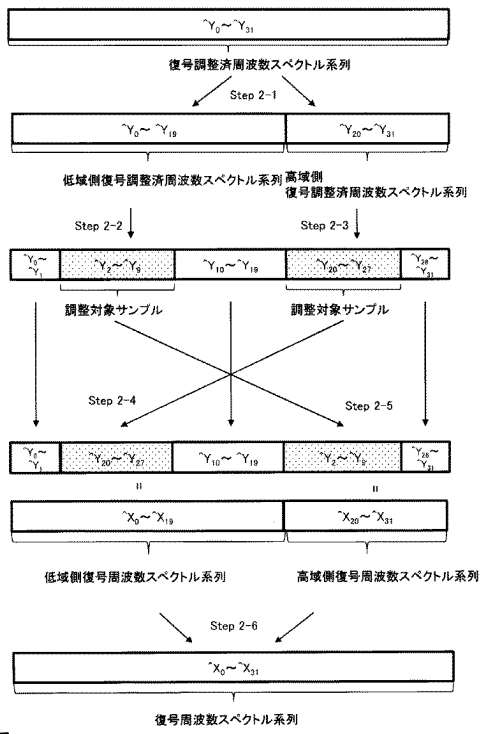 ^Y0～^Y31
復号調整済周波数スペクトル系列
Step 2-1
^Y0～ ^Y19
^Y20～^Y31
低域側復号調整済周波数スペクトル系列
高域側
復号調整済周波数スペクトル系列
Step 2-2
Step 2-3
^Y0～
^Y1
^Y2～^Y9
^Y10～^Y19
^Y20～^Y27
^Y28～
^Y31
調整対象サンプル
調整対象サンプル
Step 2-4
Step 2-5
^Y0～
^Y1
^Y20～^Y27
^Y10～^Y19
^Y2～^Y9
^Y28～
^Y31
=
=
^X0～^X19
^X20～^X31
低域側復号周波数スペクトル系列
高域側復号周波数スペクトル系列
Step 2-6
^X0～^X31
復号周波数スペクトル系列